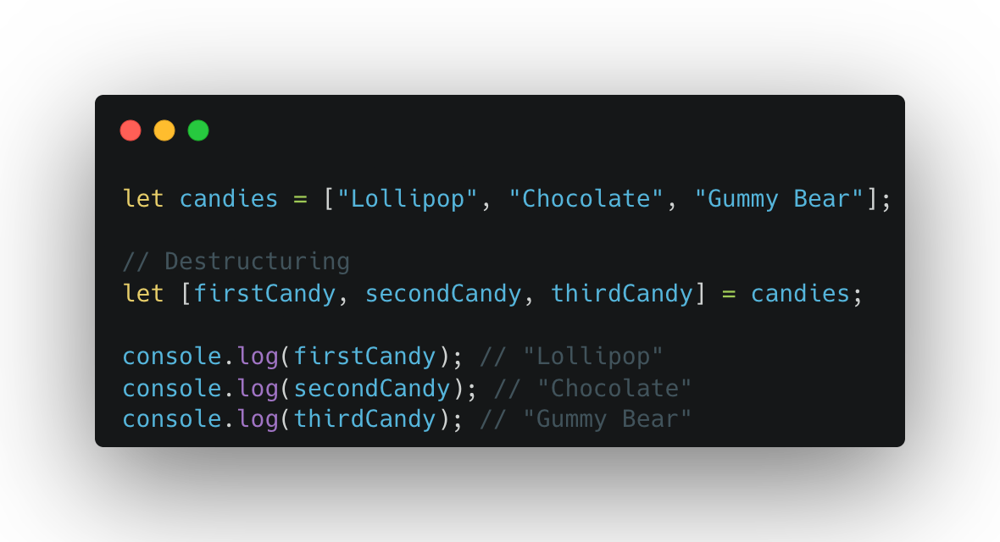 let candies = ["Lollipop", "Chocolate", "Gummy Bear"];
// Destructuring
let [firstCandy, secondCandy, thirdCandy] = candies;
console.log(firstCandy); // "Lollipop"
console.log(secondCandy); // "Chocolate"
console.log(thirdCandy); // "Gummy Bear"